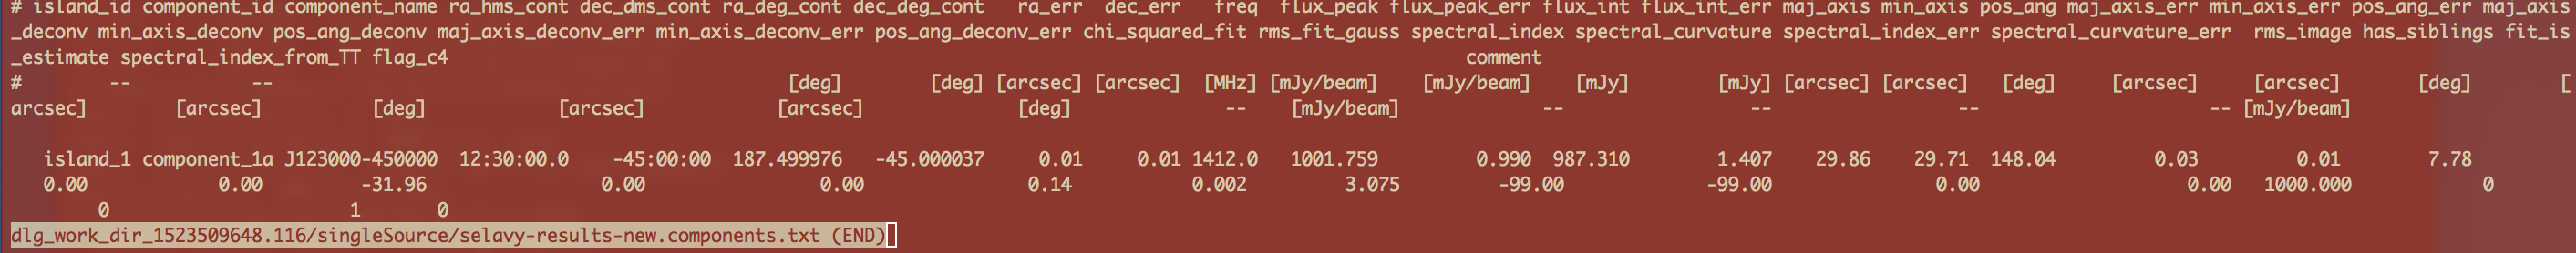 # island_id component_id component_name ra_hms_cont dec_dms_cont ra_deg_cont dec_deg_cont   ra_err  dec_err   freq  flux_peak flux_peak_err flux_int flux_int_err maj_axis min_axis pos_ang maj_axis_err min_axis_err pos_ang_err maj_axis
_deconv min_axis_deconv pos_ang_deconv maj_axis_deconv_err min_axis_deconv_err pos_ang_deconv_err chi_squared_fit rms_fit_gauss spectral_index spectral_curvature spectral_index_err spectral_curvature_err  rms_image has_siblings fit_is
_estimate spectral_index_from_TT flag_c4 comment
# -- -- [deg] [deg] [arcsec] [arcsec] [MHz] [mJy/beam] [mJy/beam] [mJy] [mJy] [arcsec] [arcsec] [deg] [arcsec] [arcsec] [deg] [
arcsec] [arcsec] [deg] [arcsec] [arcsec] [deg] -- [mJy/beam] -- -- -- -- [mJy/beam]
island_1 component_1a J123000-450000 12:30:00.0 -45:00:00 187.499976 -45.000037 0.01 0.01 1412.0 1001.759 0.990 987.310 1.407 29.86 29.71 148.04 0.03 0.01 7.78
0.00 0.00 -31.96 0.00 0.00 0.14 0.002 3.075 -99.00 -99.00 0.00 0.00 1000.000 0
0 1 0
dlg_work_dir_1523509648.116/singleSource/selavy-results-new.components.txt (END)